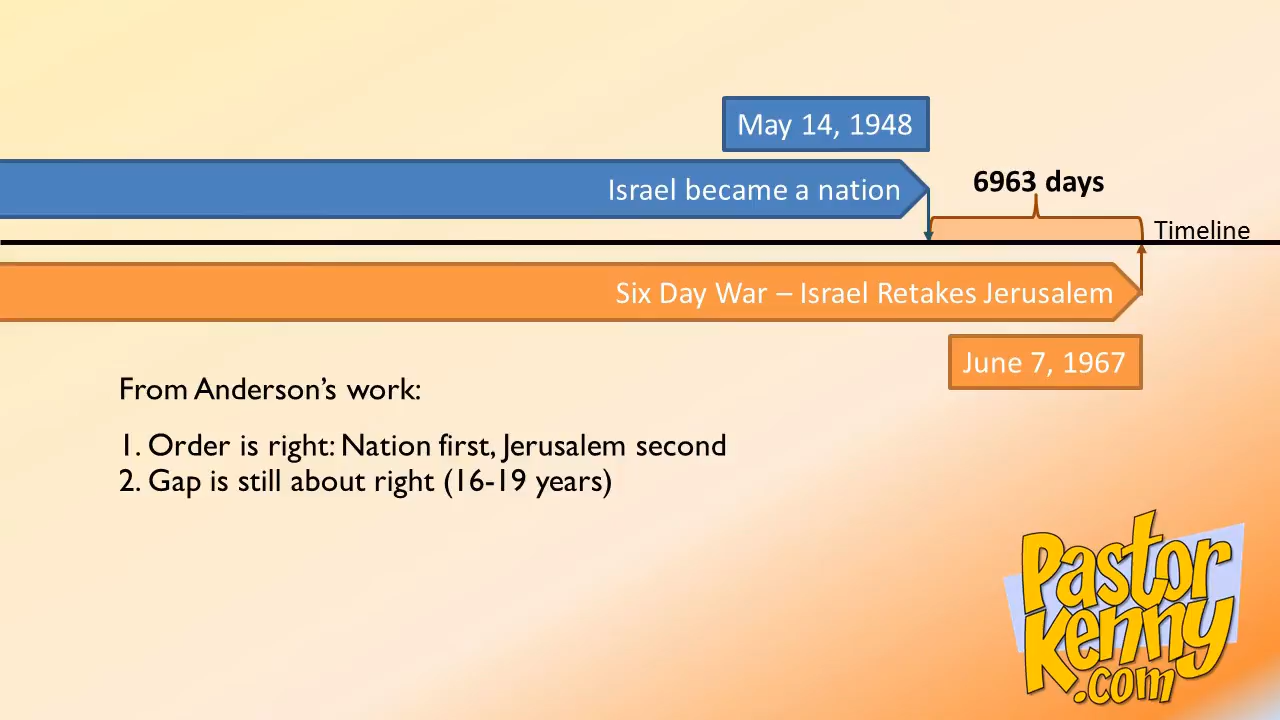 May 14, 1948
Israel became a nation
6963 days
Timeline
Six Day War – Israel Retakes Jerusalem
June 7, 1967
From Anderson's work:
1. Order is right: Nation first, Jerusalem second
2. Gap is still about right (16-19 years)
Pastor
Kenny
.com